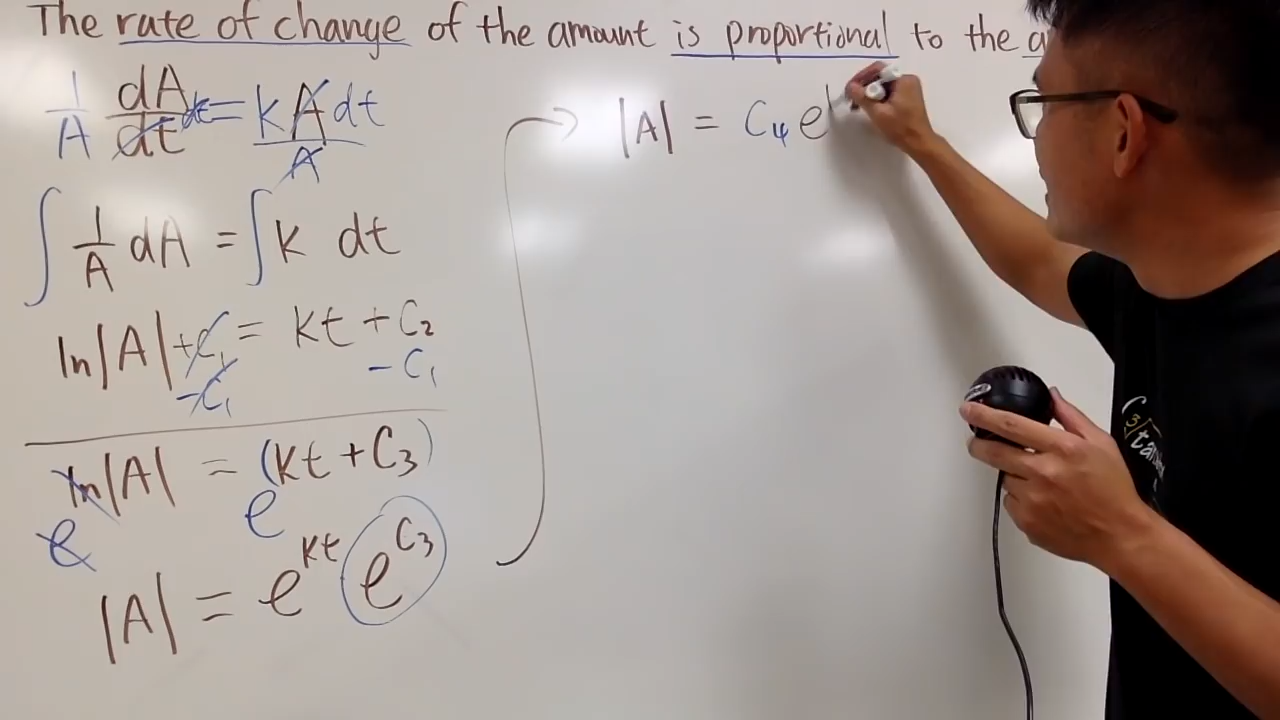 The rate of change of the amount is proportional to the
1/A dA/dt dt = kA dt / A
∫ 1/A dA = ∫ k dt
ln|A| + C₁ = kt + C₂
-C₁ -C₁
e^ln|A| = e^(kt + C₃)
|A| = e^kt e^C₃
|A| = C₄ e